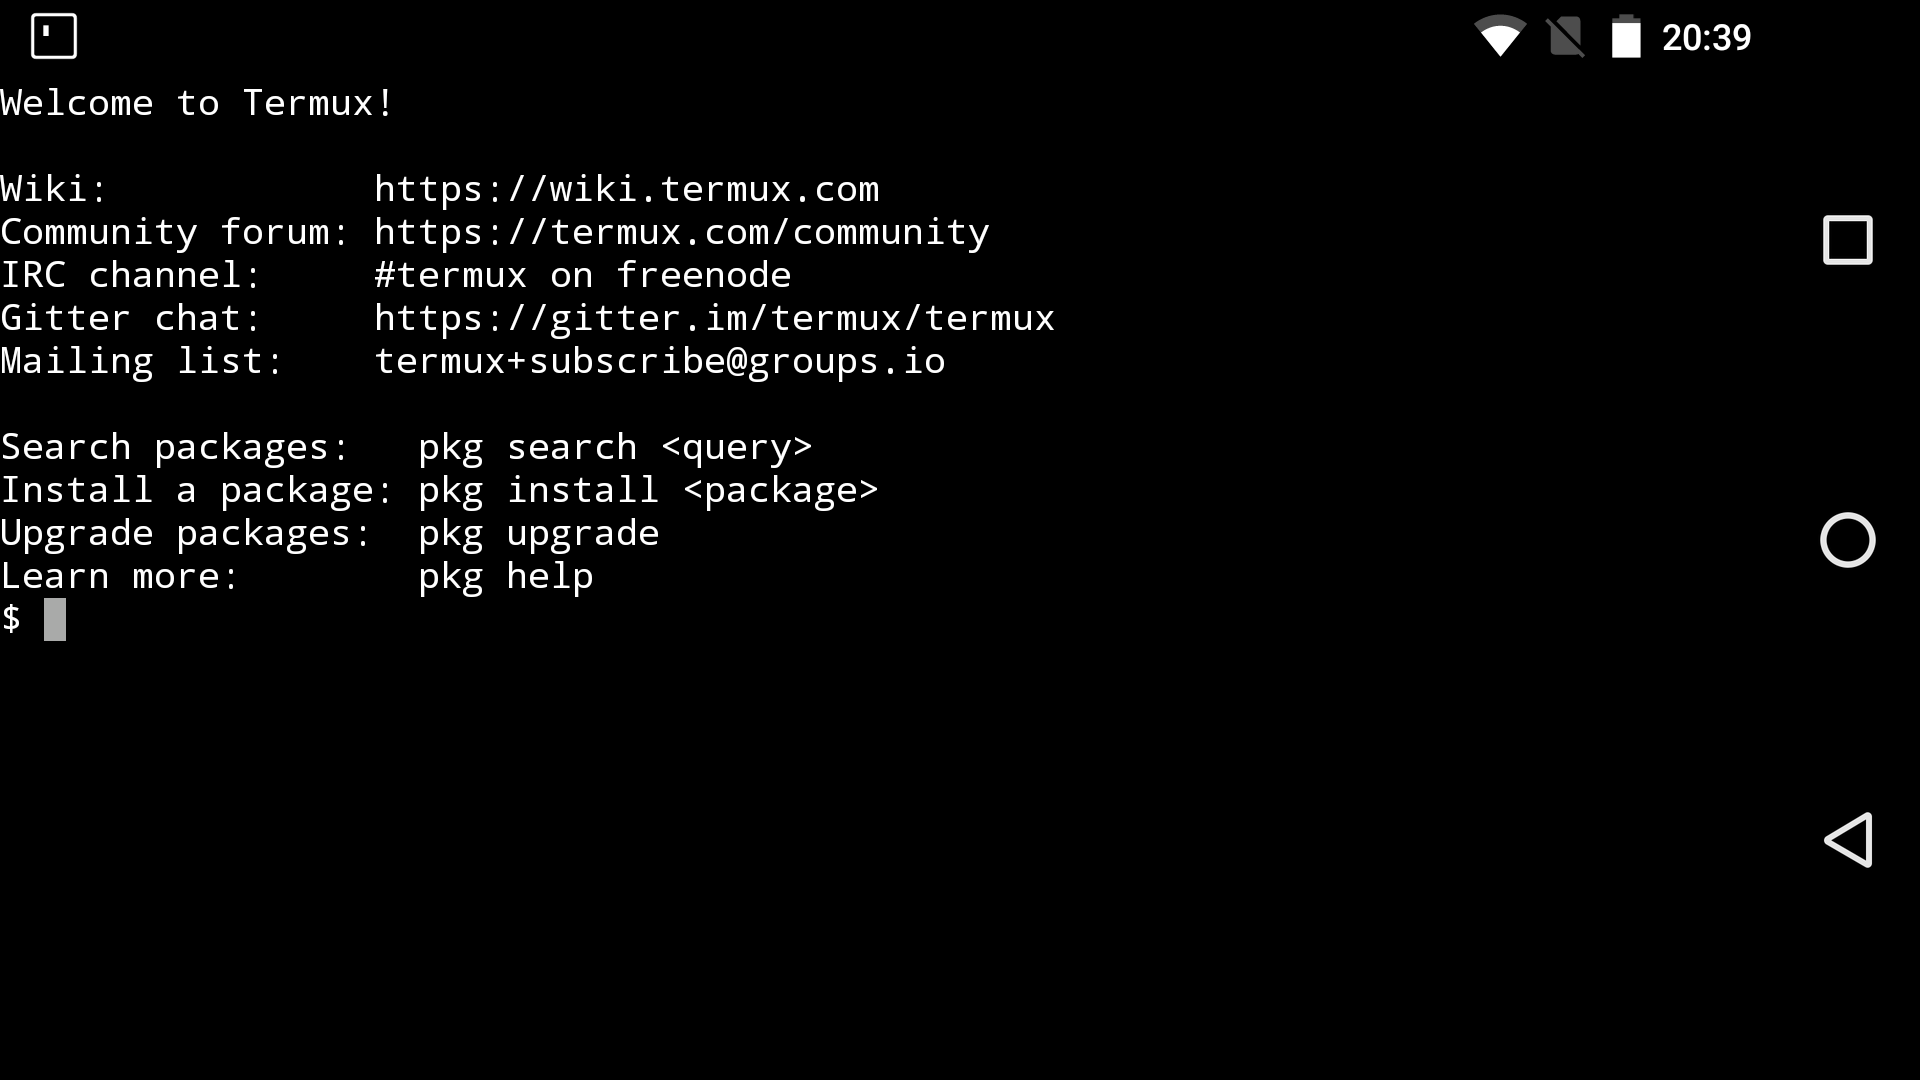 20:39
Welcome to Termux!
Wiki:            https://wiki.termux.com
Community forum: https://termux.com/community
IRC channel:     #termux on freenode
Gitter chat:     https://gitter.im/termux/termux
Mailing list:    termux+subscribe@groups.io
Search packages:   pkg search <query>
Install a package: pkg install <package>
Upgrade packages:  pkg upgrade
Learn more:        pkg help
$